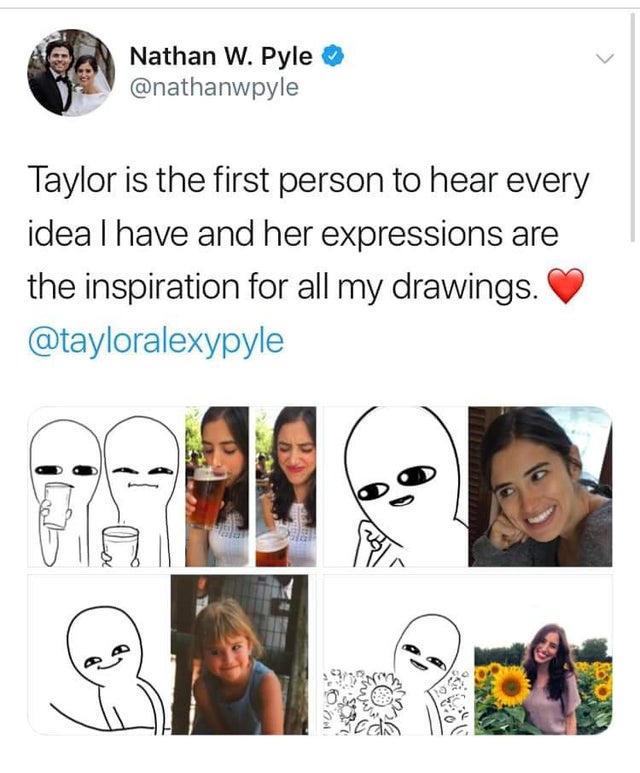 Nathan W. Pyle
@nathanwpyle
Taylor is the first person to hear every
idea I have and her expressions are
the inspiration for all my drawings. ❤️
@tayloralexypyle